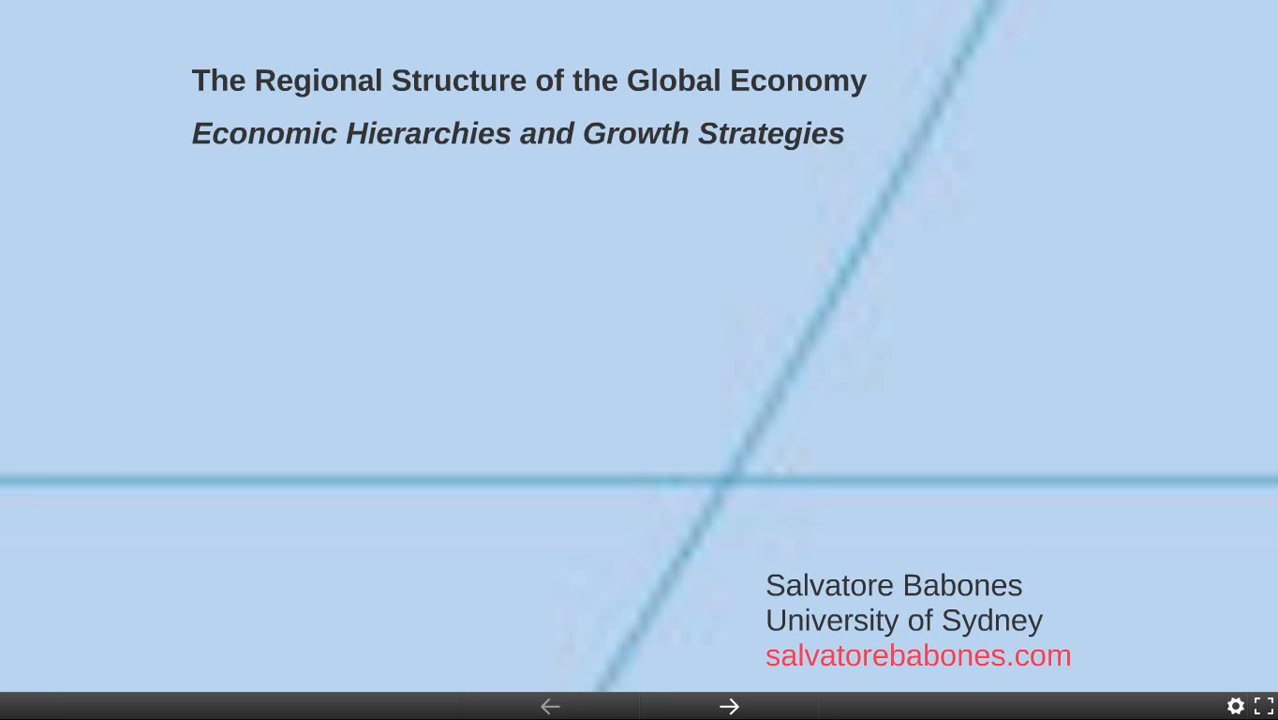 The Regional Structure of the Global Economy
Economic Hierarchies and Growth Strategies
Salvatore Babones
University of Sydney
salvatorebabones.com